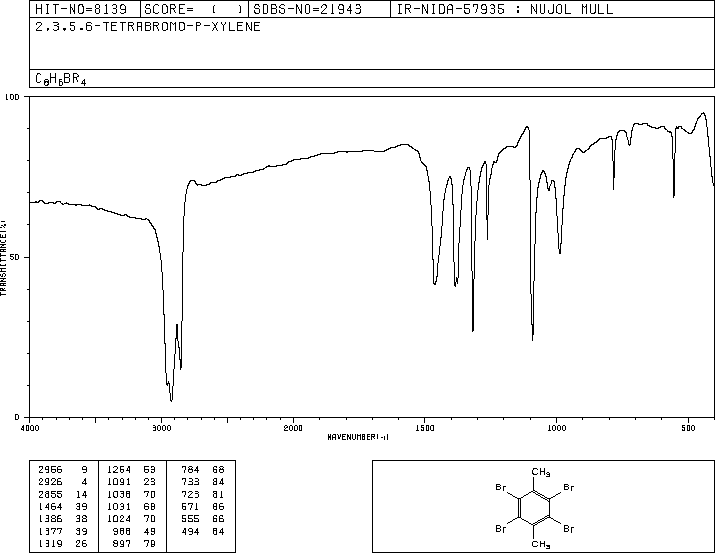 HIT-NO=8139 SCORE= ( ) SDBS-NO=21943 IR-NIDA-57935 : NUJOL MULL
2.3.5.6-TETRABROMO-P-XYLENE
C8H6BR4
100
50
0
TRANSMITTANCE(%)
4000 3000 2000 1500 1000 500
WAVENUMBER(-1)
2956 9 1264 53 784 68
2926 4 1091 23 733 84
2855 14 1038 70 723 81
1464 39 1031 68 671 86
1386 38 1024 70 555 66
1377 39 988 49 494 84
1319 26 897 79
CH3
Br Br
Br Br
CH3